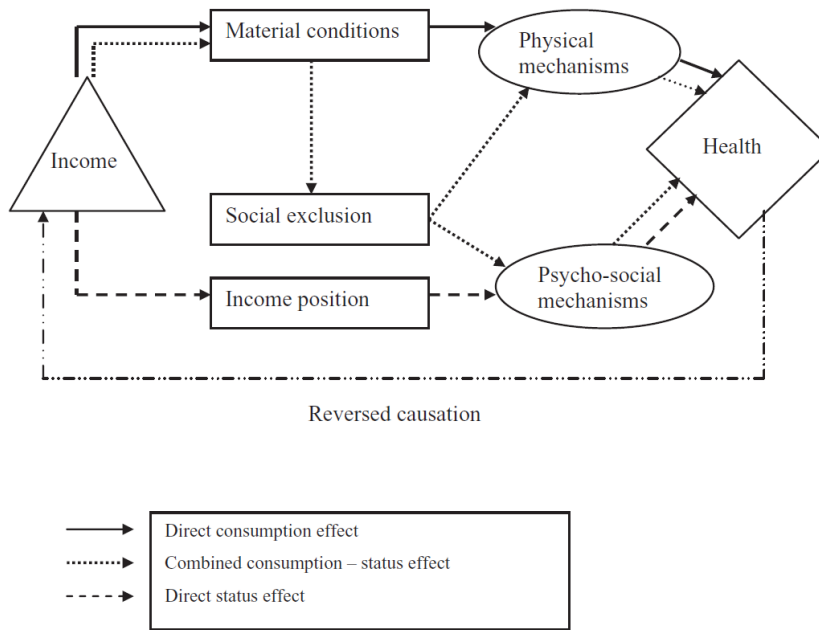 Material conditions
Physical
mechanisms
Income
Health
Social exclusion
Psycho-social
mechanisms
Income position
Reversed causation
Direct consumption effect
Combined consumption – status effect
Direct status effect